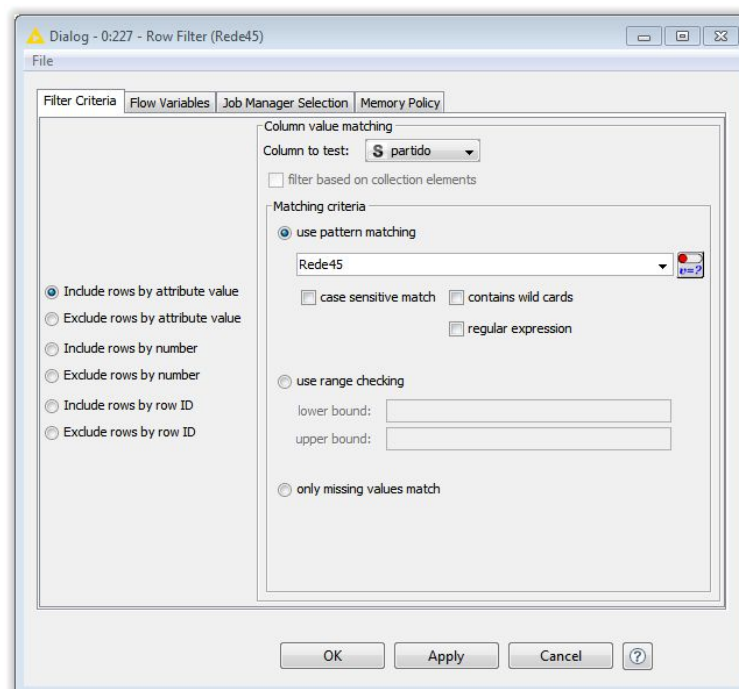 Dialog - 0:227 - Row Filter (Rede45)
File
Filter Criteria Flow Variables Job Manager Selection Memory Policy
Column value matching
Column to test: S partido
filter based on collection elements
Matching criteria
use pattern matching
Rede45
v=?
case sensitive match contains wild cards
regular expression
Include rows by attribute value
Exclude rows by attribute value
Include rows by number
Exclude rows by number
Include rows by row ID
Exclude rows by row ID
use range checking
lower bound:
upper bound:
only missing values match
OK Apply Cancel ?